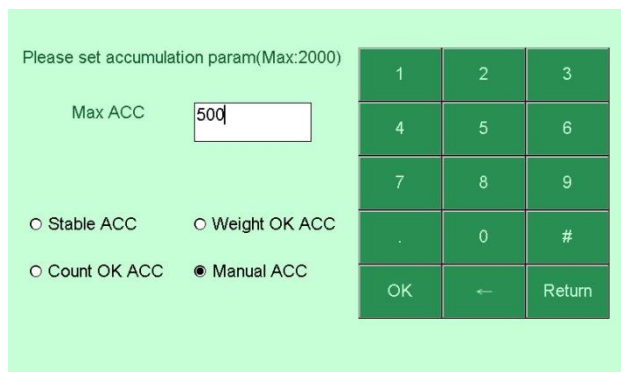 Please set accumulation param(Max:2000)
Max ACC
500
Stable ACC
Weight OK ACC
Count OK ACC
Manual ACC
1 2 3
4 5 6
7 8 9
. 0 #
OK ← Return